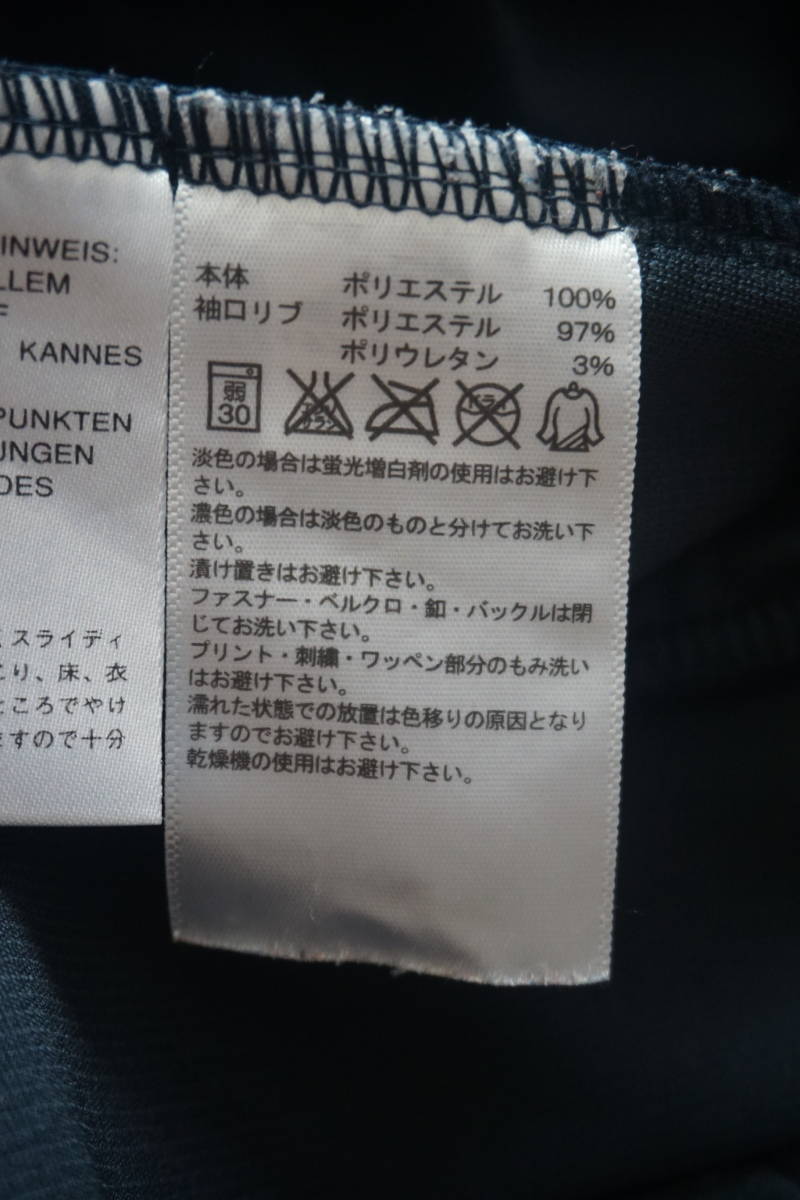 INWEIS:
LLEM
F
KANNES
PUNKTEN
UNGEN
DES
スライディ
り、床、衣
ところでやけ
ますので十分
本体 ポリエステル 100%
袖口リブ ポリエステル 97%
ポリウレタン 3%
弱
30
エンソ
サラシ
ドライ
淡色の場合は蛍光増白剤の使用はお避け下
さい。
濃色の場合は淡色のものと分けてお洗い下
さい。
漬け置きはお避け下さい。
ファスナー・ベルクロ・釦・バックルは閉
じてお洗い下さい。
プリント・刺繍・ワッペン部分のもみ洗い
はお避け下さい。
濡れた状態での放置は色移りの原因となり
ますのでお避け下さい。
乾燥機の使用はお避け下さい。